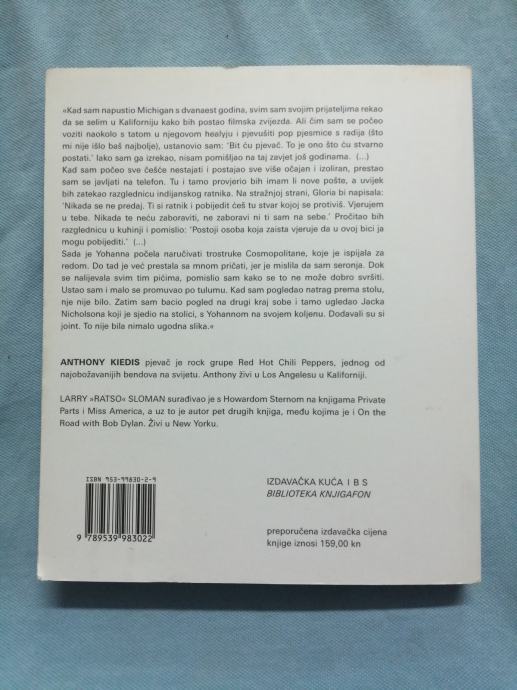 »Kad sam napustio Michigan s dvanaest godina, svim sam svojim prijateljima rekao
da se selim u Kaliforniju kako bih postao filmska zvijezda. Ali čim sam se počeo
voziti naokolo s tatom u njegovom healyju i pjevušiti pop pjesmice s radija (što
mi nije išlo baš najbolje), ustanovio sam: 'Bit ću pjevač. To je ono što ću stvarno
postati.' Iako sam ga izrekao, nisam pomišljao na taj zavjet još godinama. (...)
Kad sam počeo sve češće nestajati i postajao sve više očajan i izoliran, prestao
sam se javljati na telefon. Tu i tamo provjerio bih imam li nove pošte, a uvijek
bih zatekao razglednicu indijanskog ratnika. Na stražnjoj strani, Gloria bi napisala:
'Nikada se ne predaj. Ti si ratnik i pobijedit ćeš tu stvar kojoj se protiviš. Vjerujem
u tebe. Nikada te neću zaboraviti, ne zaboravi ni ti sam na sebe.' Pročitao bih
razglednicu u kuhinji i pomislio: 'Postoji osoba koja zaista vjeruje da u ovoj bici ja
mogu pobijediti.' (...)
Sada je Yohanna počela naručivati trostruke Cosmopolitane, koje je ispijala za
redom. Do tad je već prestala sa mnom pričati, jer je mislila da sam seronja. Dok
se nalijevala svim tim pićima, pomislio sam kako se to ne može dobro svršiti.
Ustao sam i malo se promuvao po tulumu. Kad sam pogledao natrag prema stolu,
nje nije bilo. Zatim sam bacio pogled na drugi kraj sobe i tamo ugledao Jacka
Nicholsona koji je sjedio na stolici, s Yohannom na svojem koljenu. Dodavali su si
joint. To nije bila nimalo ugodna slika.«
ANTHONY KIEDIS pjevač je rock grupe Red Hot Chili Peppers, jednog od
najobožavanijih bendova na svijetu. Anthony živi u Los Angelesu u Kaliforniji.
LARRY »RATSO« SLOMAN surađivao je s Howardom Sternom na knjigama Private
Parts i Miss America, a uz to je autor pet drugih knjiga, među kojima je i On the
Road with Bob Dylan. Živi u New Yorku.
ISBN 953-99830-2-9
9 789539 983022
IZDAVAČKA KUĆA I B S
BIBLIOTEKA KNJIGAFON
preporučena izdavačka cijena
knjige iznosi 159,00 kn